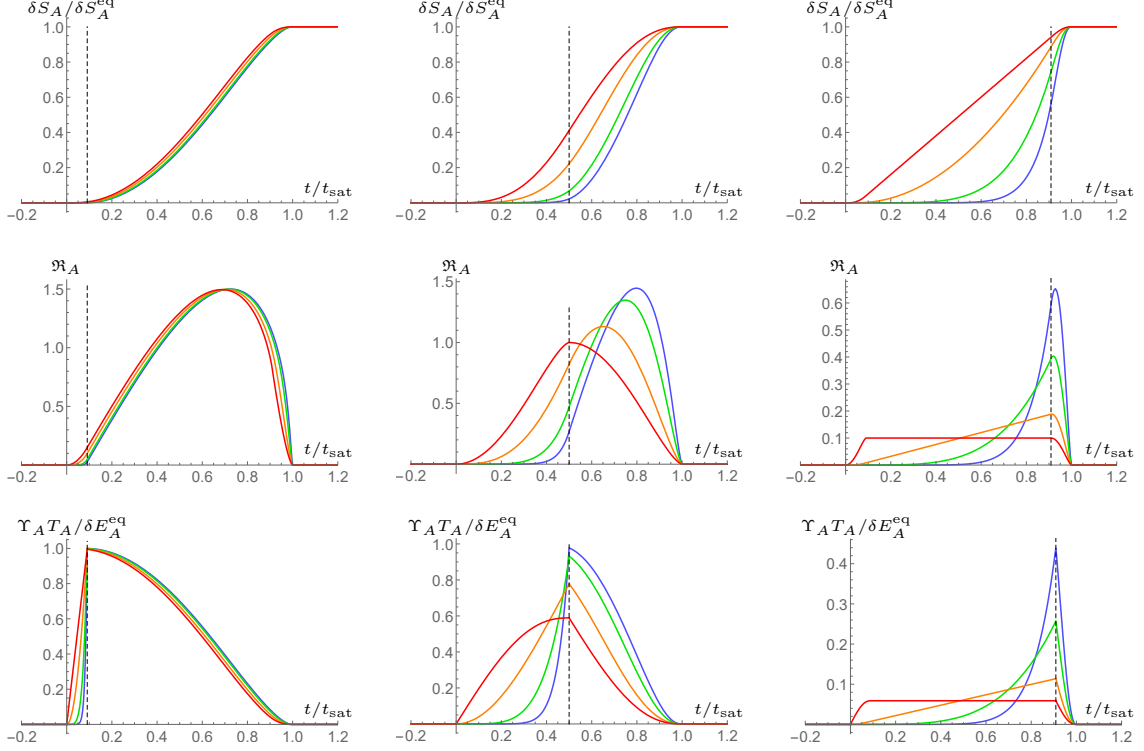 δS_A/δS_A^eq δS_A/δS_A^eq δS_A/δS_A^eq
1.0 1.0 1.0
0.8 0.8 0.8
0.6 0.6 0.6
0.4 0.4 0.4
0.2 0.2 0.2
t/t_sat t/t_sat t/t_sat
−0.2 0.2 0.4 0.6 0.8 1.0 1.2 −0.2 0.2 0.4 0.6 0.8 1.0 1.2 −0.2 0.2 0.4 0.6 0.8 1.0 1.2
ℜ_A ℜ_A ℜ_A
1.5 1.5 0.6
1.0 1.0 0.5
0.5 0.5 0.4
0.3
0.2
0.1
t/t_sat t/t_sat t/t_sat
−0.2 0.2 0.4 0.6 0.8 1.0 1.2 −0.2 0.2 0.4 0.6 0.8 1.0 1.2 −0.2 0.2 0.4 0.6 0.8 1.0 1.2
Υ_A T_A/δE_A^eq Υ_A T_A/δE_A^eq Υ_A T_A/δE_A^eq
1.0 1.0 0.4
0.8 0.8 0.3
0.6 0.6 0.2
0.4 0.4 0.1
0.2 0.2
t/t_sat t/t_sat t/t_sat
−0.2 0.2 0.4 0.6 0.8 1.0 1.2 −0.2 0.2 0.4 0.6 0.8 1.0 1.2 −0.2 0.2 0.4 0.6 0.8 1.0 1.2